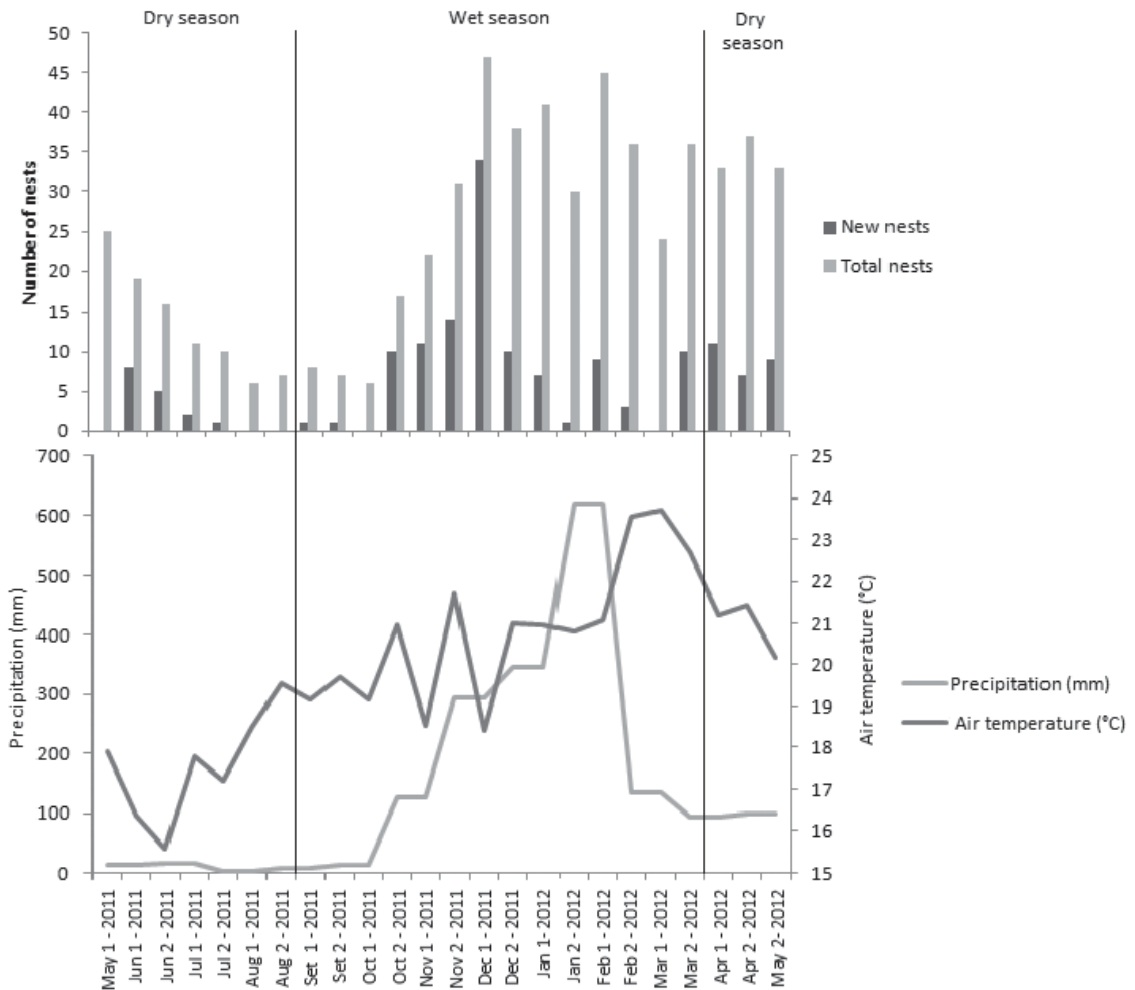 Dry season
Wet season
Dry
season
Number of nests
50
45
40
35
30
25
20
15
10
5
0
New nests
Total nests
Precipitation (mm)
700
600
500
400
300
200
100
0
25
24
23
22
21
20
19
18
17
16
15
Air temperature (°C)
Precipitation (mm)
Air temperature (°C)
May 1 - 2011
Jun 1 - 2011
Jun 2 - 2011
Jul 1 - 2011
Jul 2 - 2011
Aug 1 - 2011
Aug 2 - 2011
Set 1 - 2011
Set 2 - 2011
Oct 1 - 2011
Oct 2 - 2011
Nov 1 - 2011
Nov 2 - 2011
Dec 1 - 2011
Dec 2 - 2011
Jan 1 - 2012
Jan 2 - 2012
Feb 1 - 2012
Feb 2 - 2012
Mar 1 - 2012
Mar 2 - 2012
Apr 1 - 2012
Apr 2 - 2012
May 2- 2012